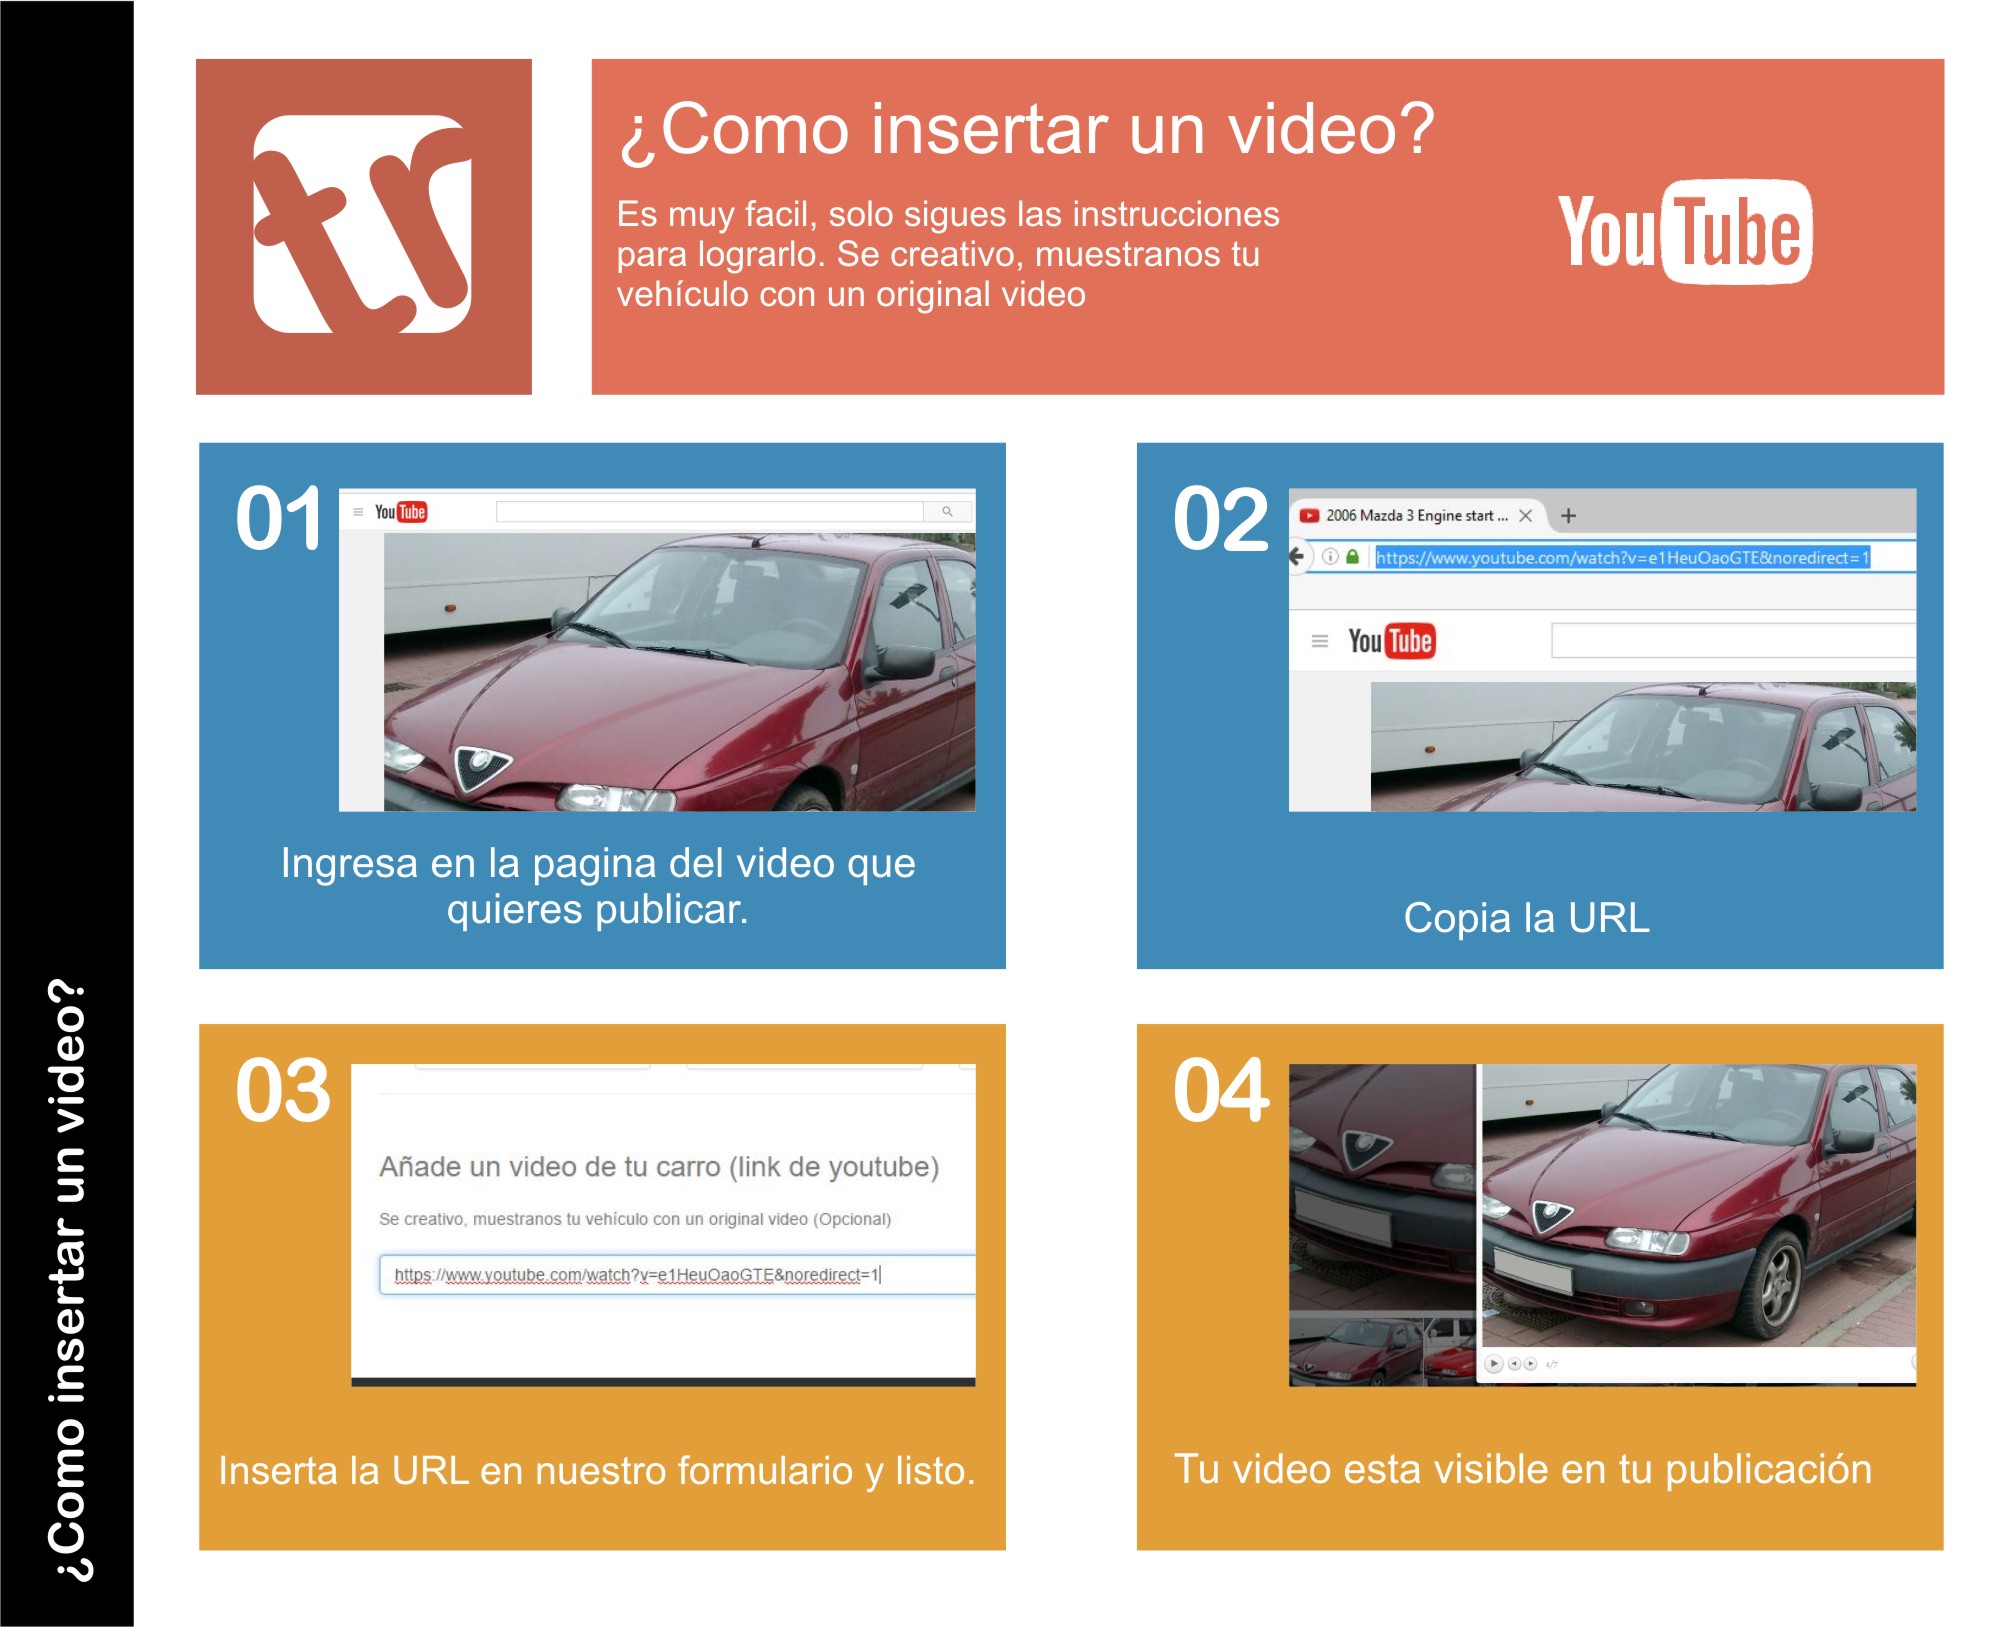 tr
¿Como insertar un video?
Es muy facil, solo sigues las instrucciones
para lograrlo. Se creativo, muestranos tu
vehículo con un original video
YouTube
01
YouTube
Ingresa en la pagina del video que
quieres publicar.
02
2006 Mazda 3 Engine start ...
https://www.youtube.com/watch?v=e1HeuOaoGTE&noredirect=1
YouTube
Copia la URL
03
Añade un video de tu carro (link de youtube)
Se creativo, muestranos tu vehículo con un original video (Opcional)
https://www.youtube.com/watch?v=e1HeuOaoGTE&noredirect=1
Inserta la URL en nuestro formulario y listo.
04
1/7
Tu video esta visible en tu publicación
¿Como insertar un video?